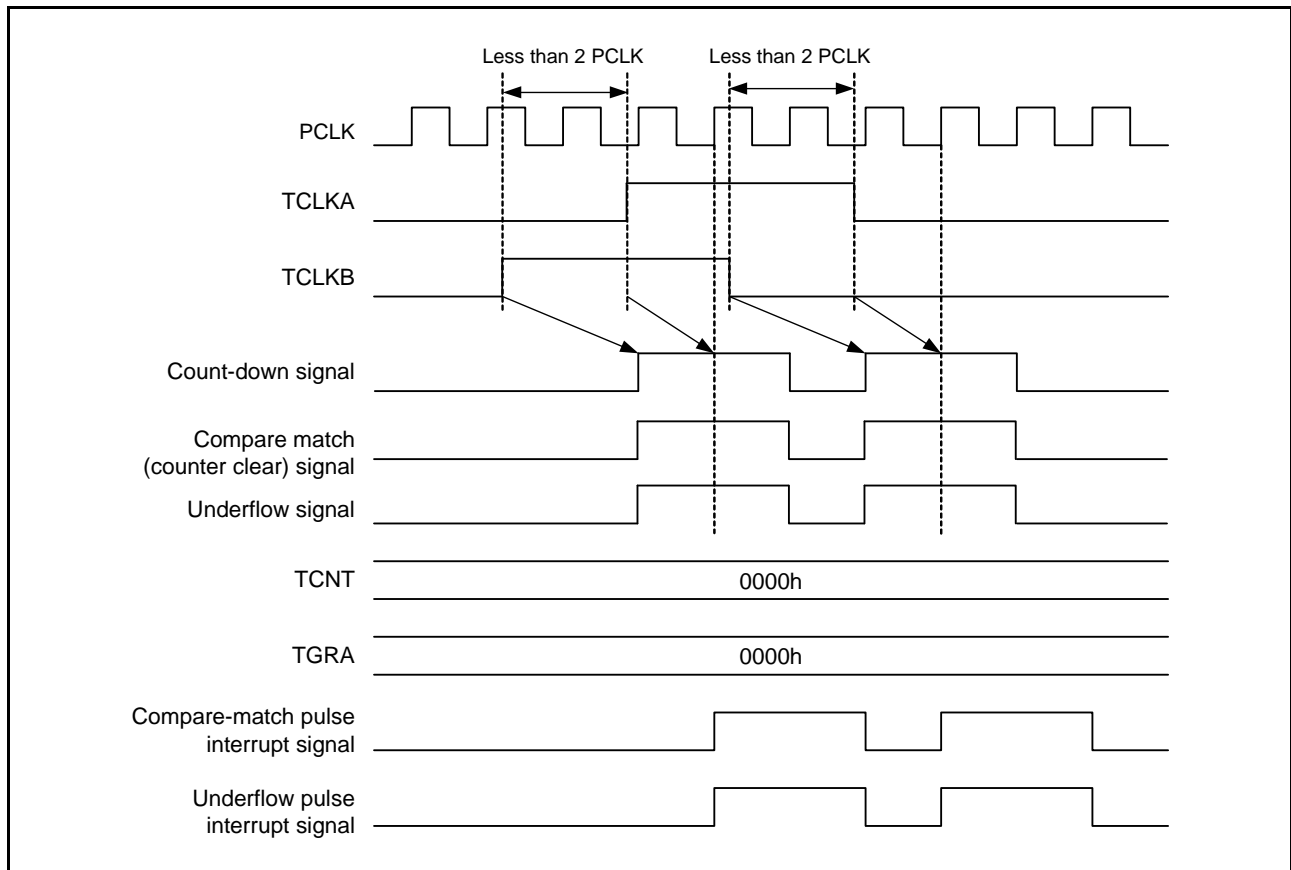 Less than 2 PCLK
Less than 2 PCLK
PCLK
TCLKA
TCLKB
Count-down signal
Compare match
(counter clear) signal
Underflow signal
TCNT
0000h
TGRA
0000h
Compare-match pulse
interrupt signal
Underflow pulse
interrupt signal